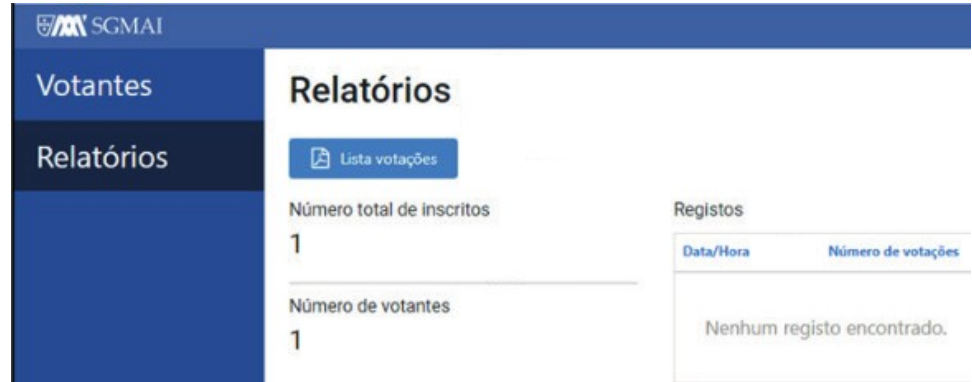 SGMAI
Votantes
Relatórios
Relatórios
Lista votações
Número total de inscritos
1
Número de votantes
1
Registos
Data/Hora Número de votações
Nenhum registo encontrado.